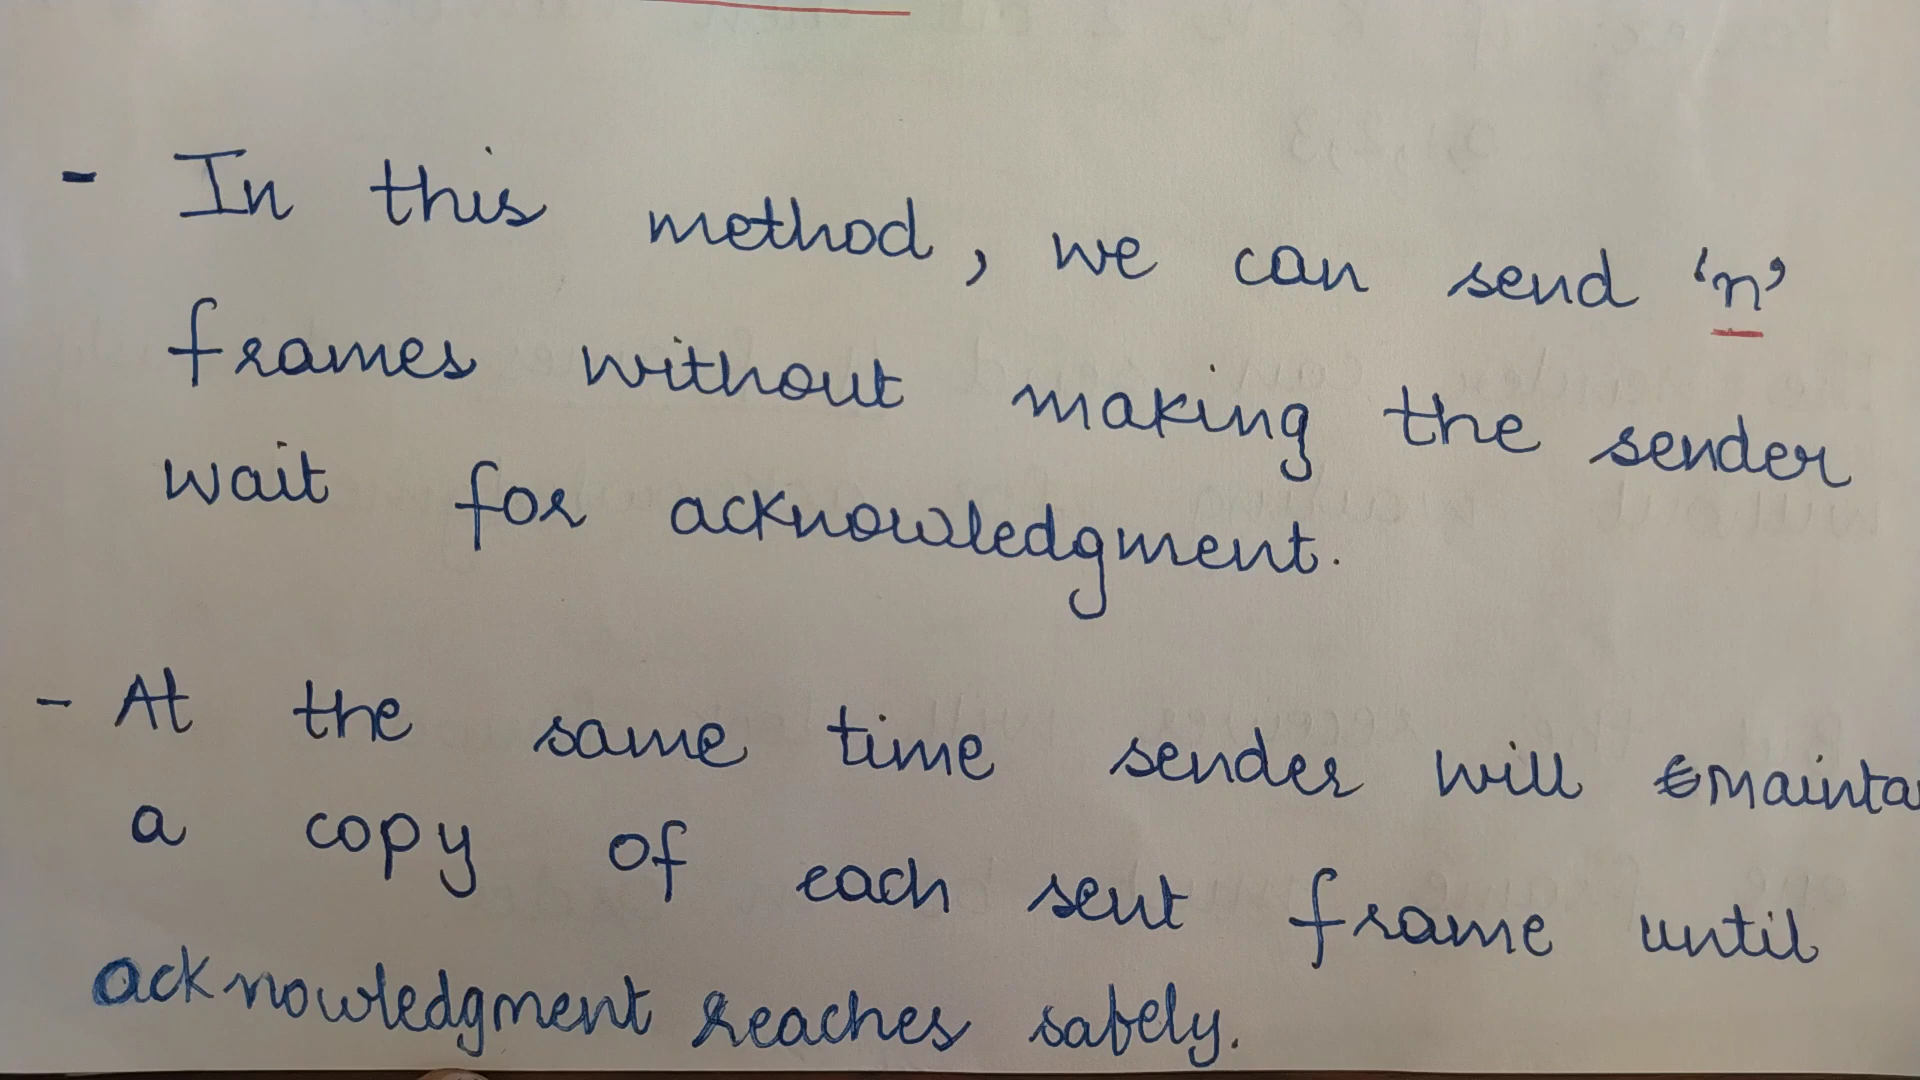 - In this method, we can send 'n'
frames without making the sender
wait for acknowledgment.
- At the same time sender will mainta
a copy of each sent frame until
acknowledgment reaches safely.